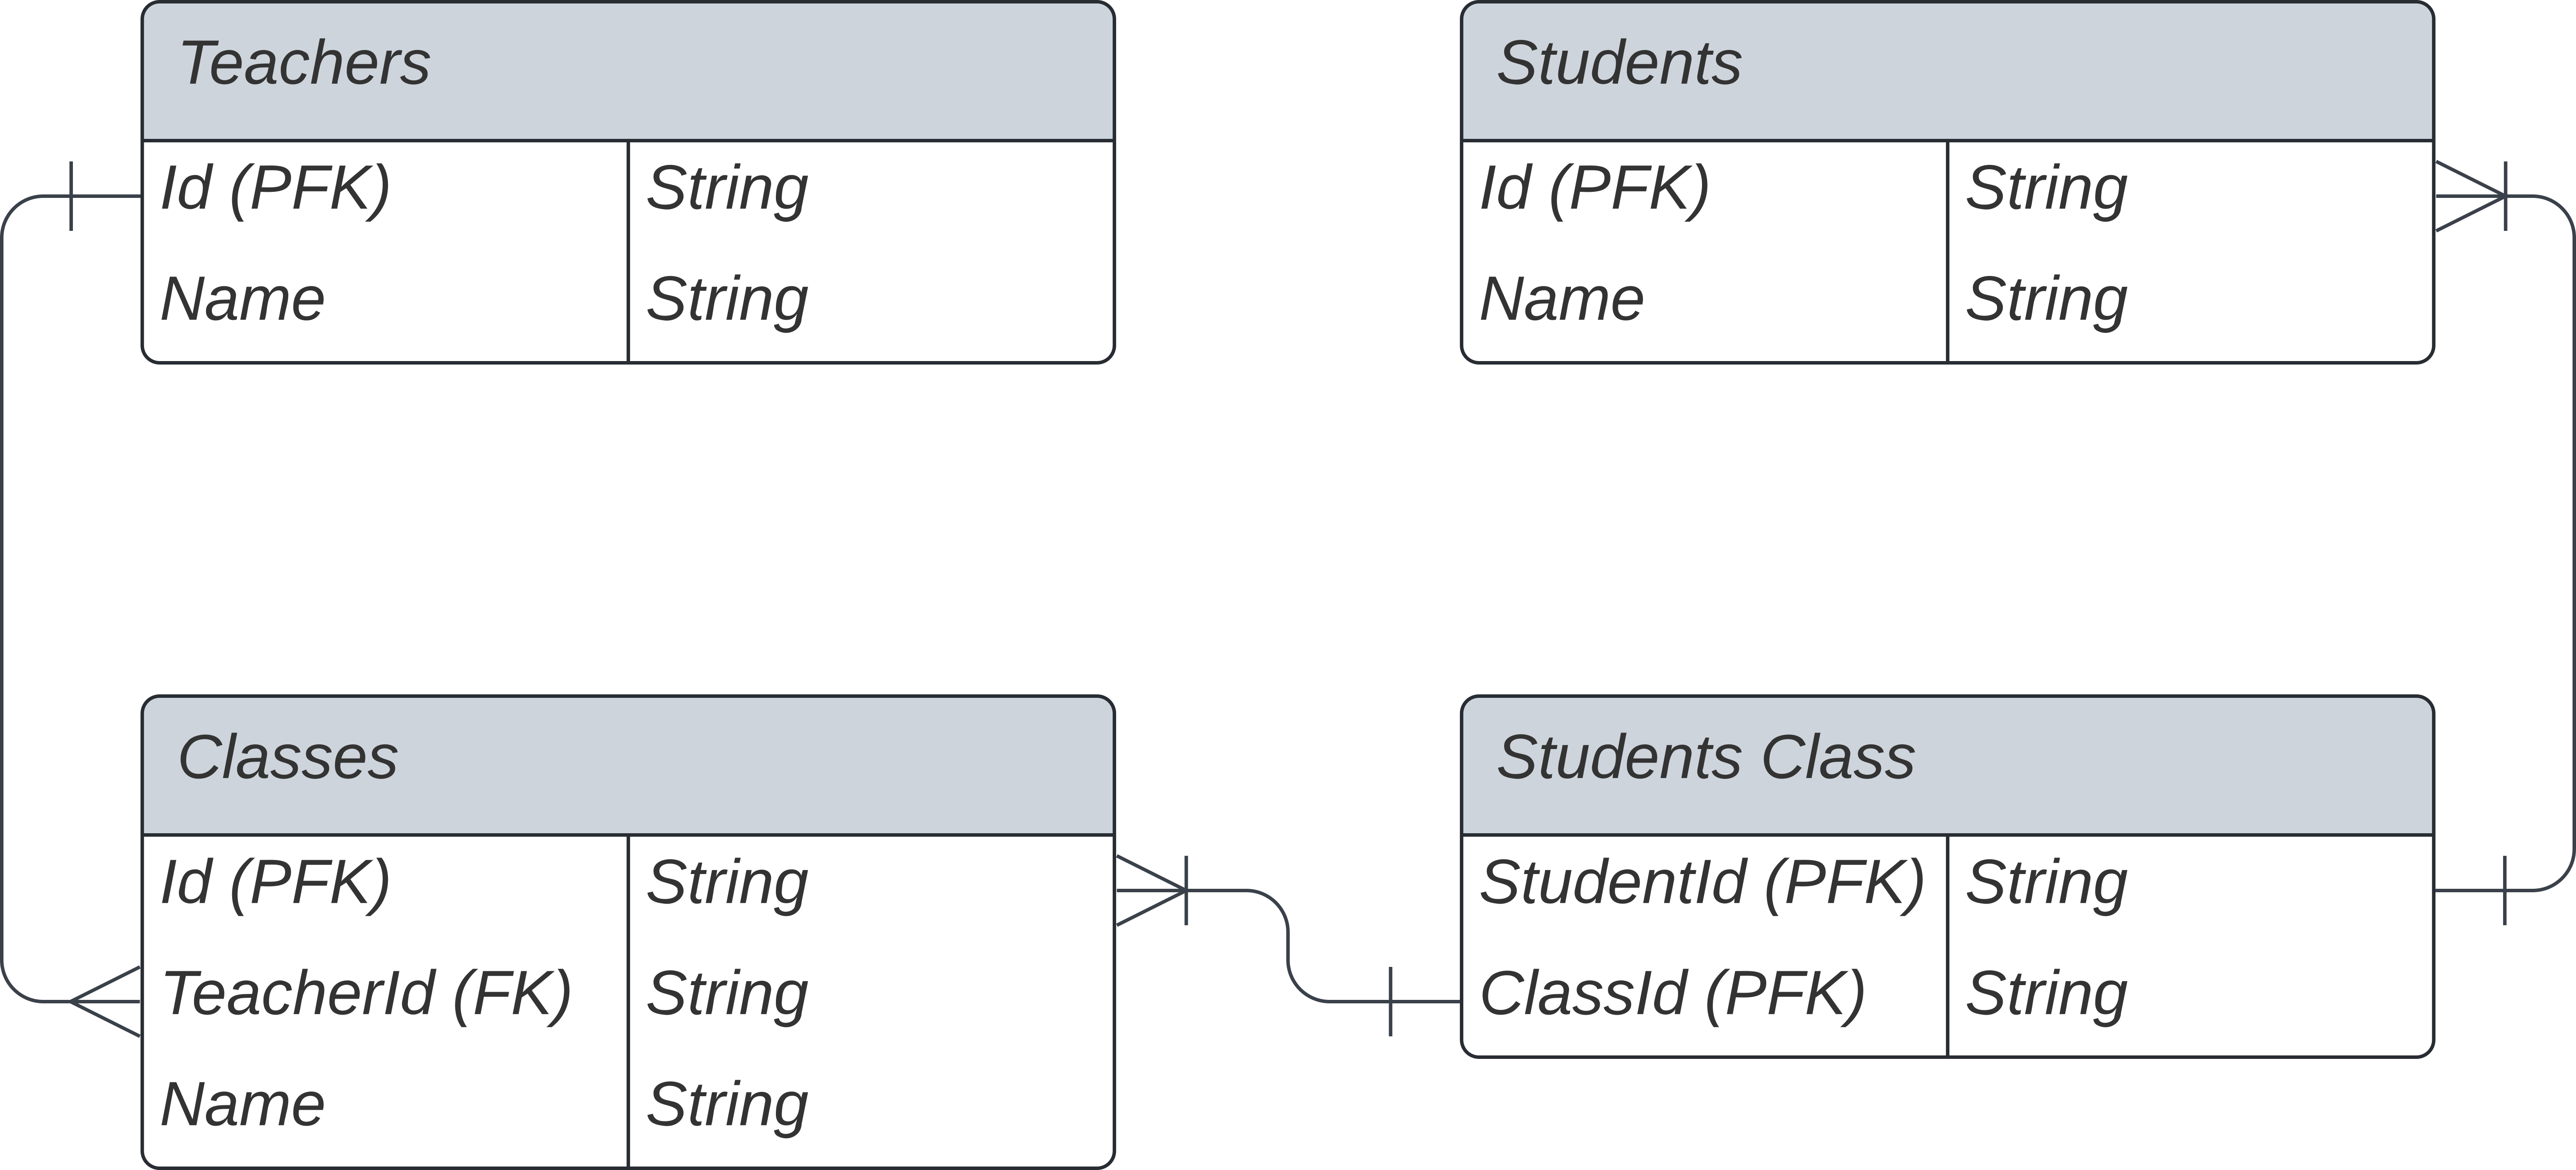 Teachers
Id (PFK) String
Name String
Students
Id (PFK) String
Name String
Classes
Id (PFK) String
TeacherId (FK) String
Name String
Students Class
StudentId (PFK) String
ClassId (PFK) String